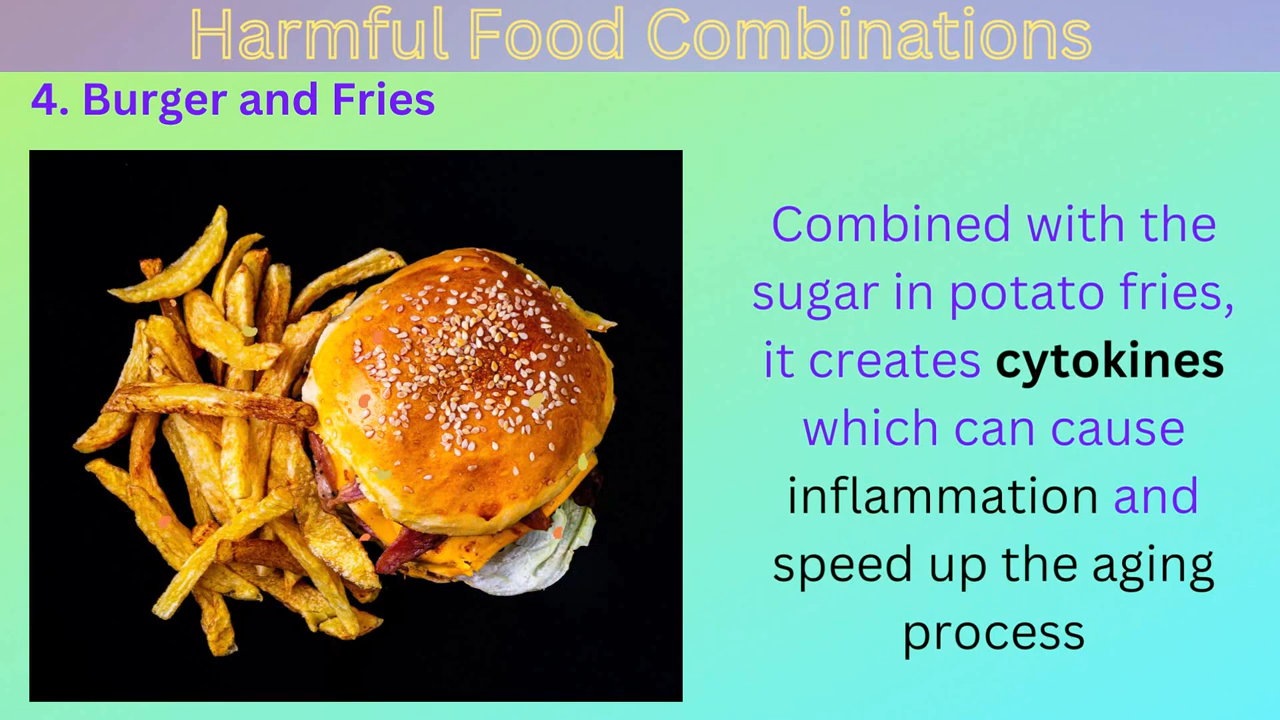 Harmful Food Combinations
4. Burger and Fries
Combined with the
sugar in potato fries,
it creates cytokines
which can cause
inflammation and
speed up the aging
process